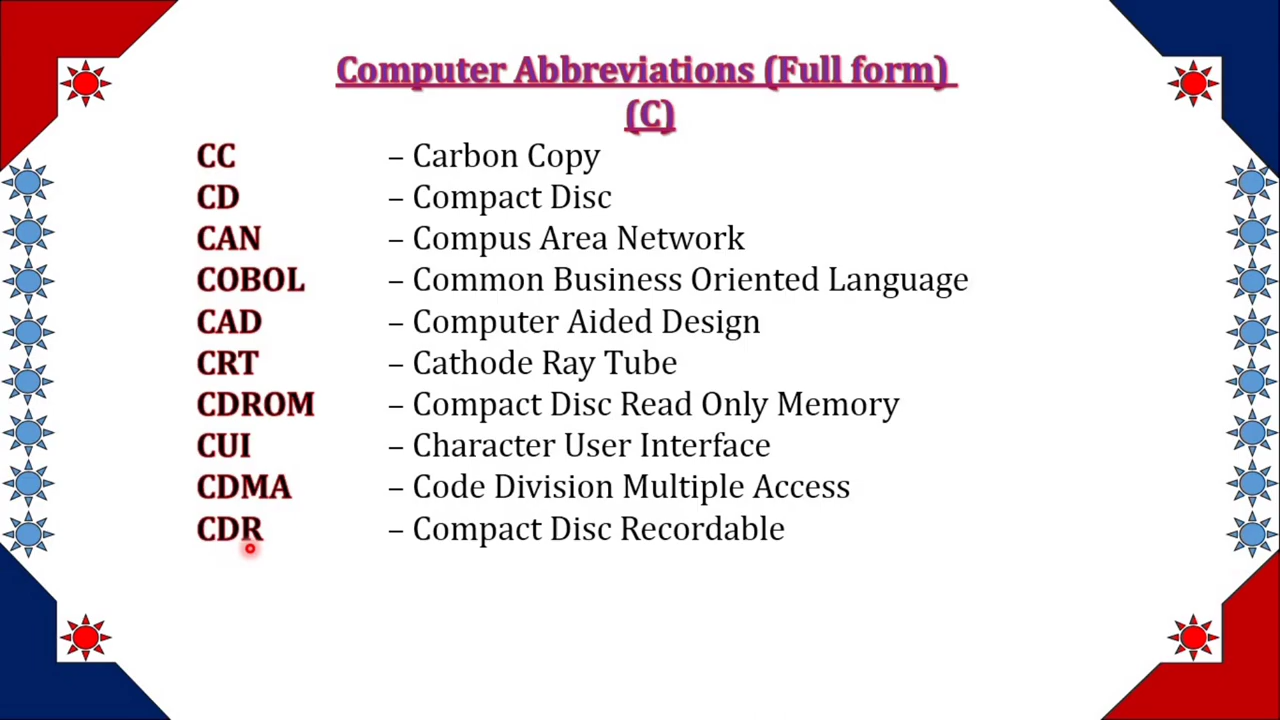 Computer Abbreviations (Full form)
(C)
CC – Carbon Copy
CD – Compact Disc
CAN – Compus Area Network
COBOL – Common Business Oriented Language
CAD – Computer Aided Design
CRT – Cathode Ray Tube
CDROM – Compact Disc Read Only Memory
CUI – Character User Interface
CDMA – Code Division Multiple Access
CDR – Compact Disc Recordable